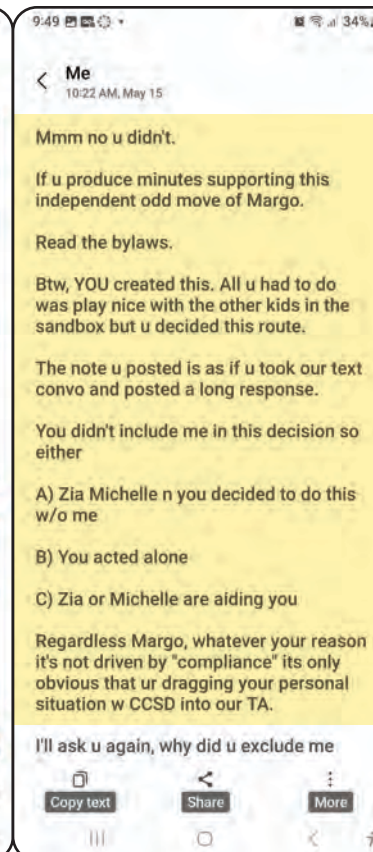 9:49
34%
Me
10:22 AM, May 15
Mmm no u didn't.
If u produce minutes supporting this
independent odd move of Margo.
Read the bylaws.
Btw, YOU created this. All u had to do
was play nice with the other kids in the
sandbox but u decided this route.
The note u posted is as if u took our text
convo and posted a long response.
You didn't include me in this decision so
either
A) Zia Michelle n you decided to do this
w/o me
B) You acted alone
C) Zia or Michelle are aiding you
Regardless Margo, whatever your reason
it's not driven by "compliance" its only
obvious that ur dragging your personal
situation w CCSD into our TA.
I'll ask u again, why did u exclude me
Copy text
Share
More